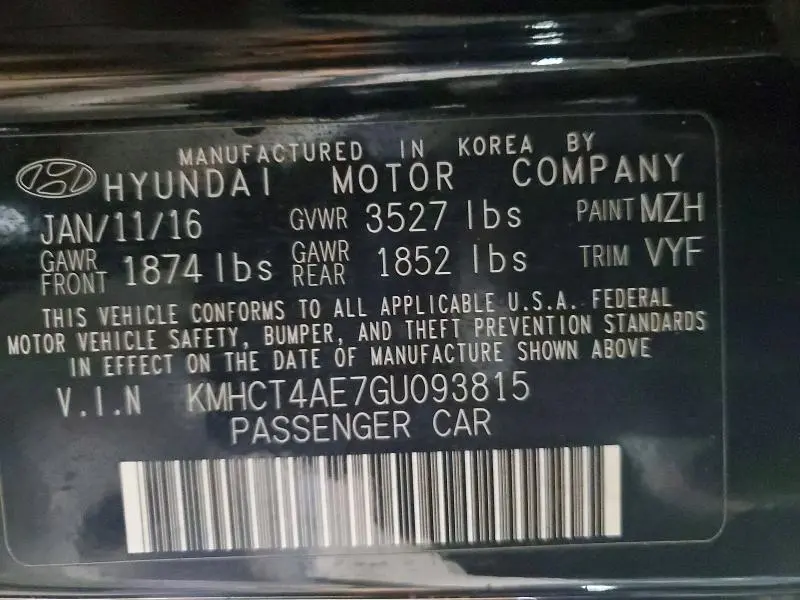 MANUFACTURED IN KOREA BY
HYUNDAI MOTOR COMPANY
JAN/11/16 GVWR 3527 lbs PAINT MZH
GAWR FRONT 1874 lbs GAWR REAR 1852 lbs TRIM VYF
THIS VEHICLE CONFORMS TO ALL APPLICABLE U.S.A. FEDERAL
MOTOR VEHICLE SAFETY, BUMPER, AND THEFT PREVENTION STANDARDS
IN EFFECT ON THE DATE OF MANUFACTURE SHOWN ABOVE
V.I.N KMHCT4AE7GU093815
PASSENGER CAR